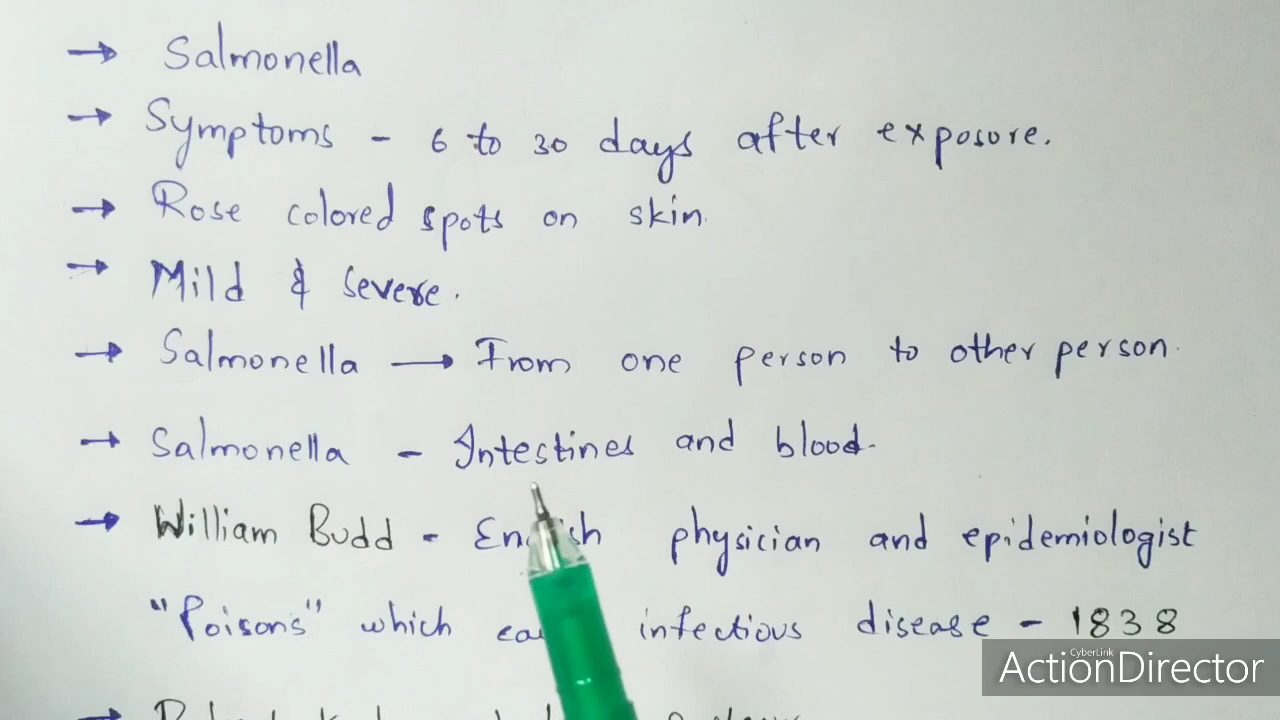 → Salmonella
→ Symptoms - 6 to 30 days after exposure.
→ Rose colored spots on skin.
→ Mild & severe.
→ Salmonella → From one person to other person.
→ Salmonella - Intestines and blood.
→ William Budd - physician and epidemiologist
"Poisons" which infectious disease - 1838
CyberLink
ActionDirector